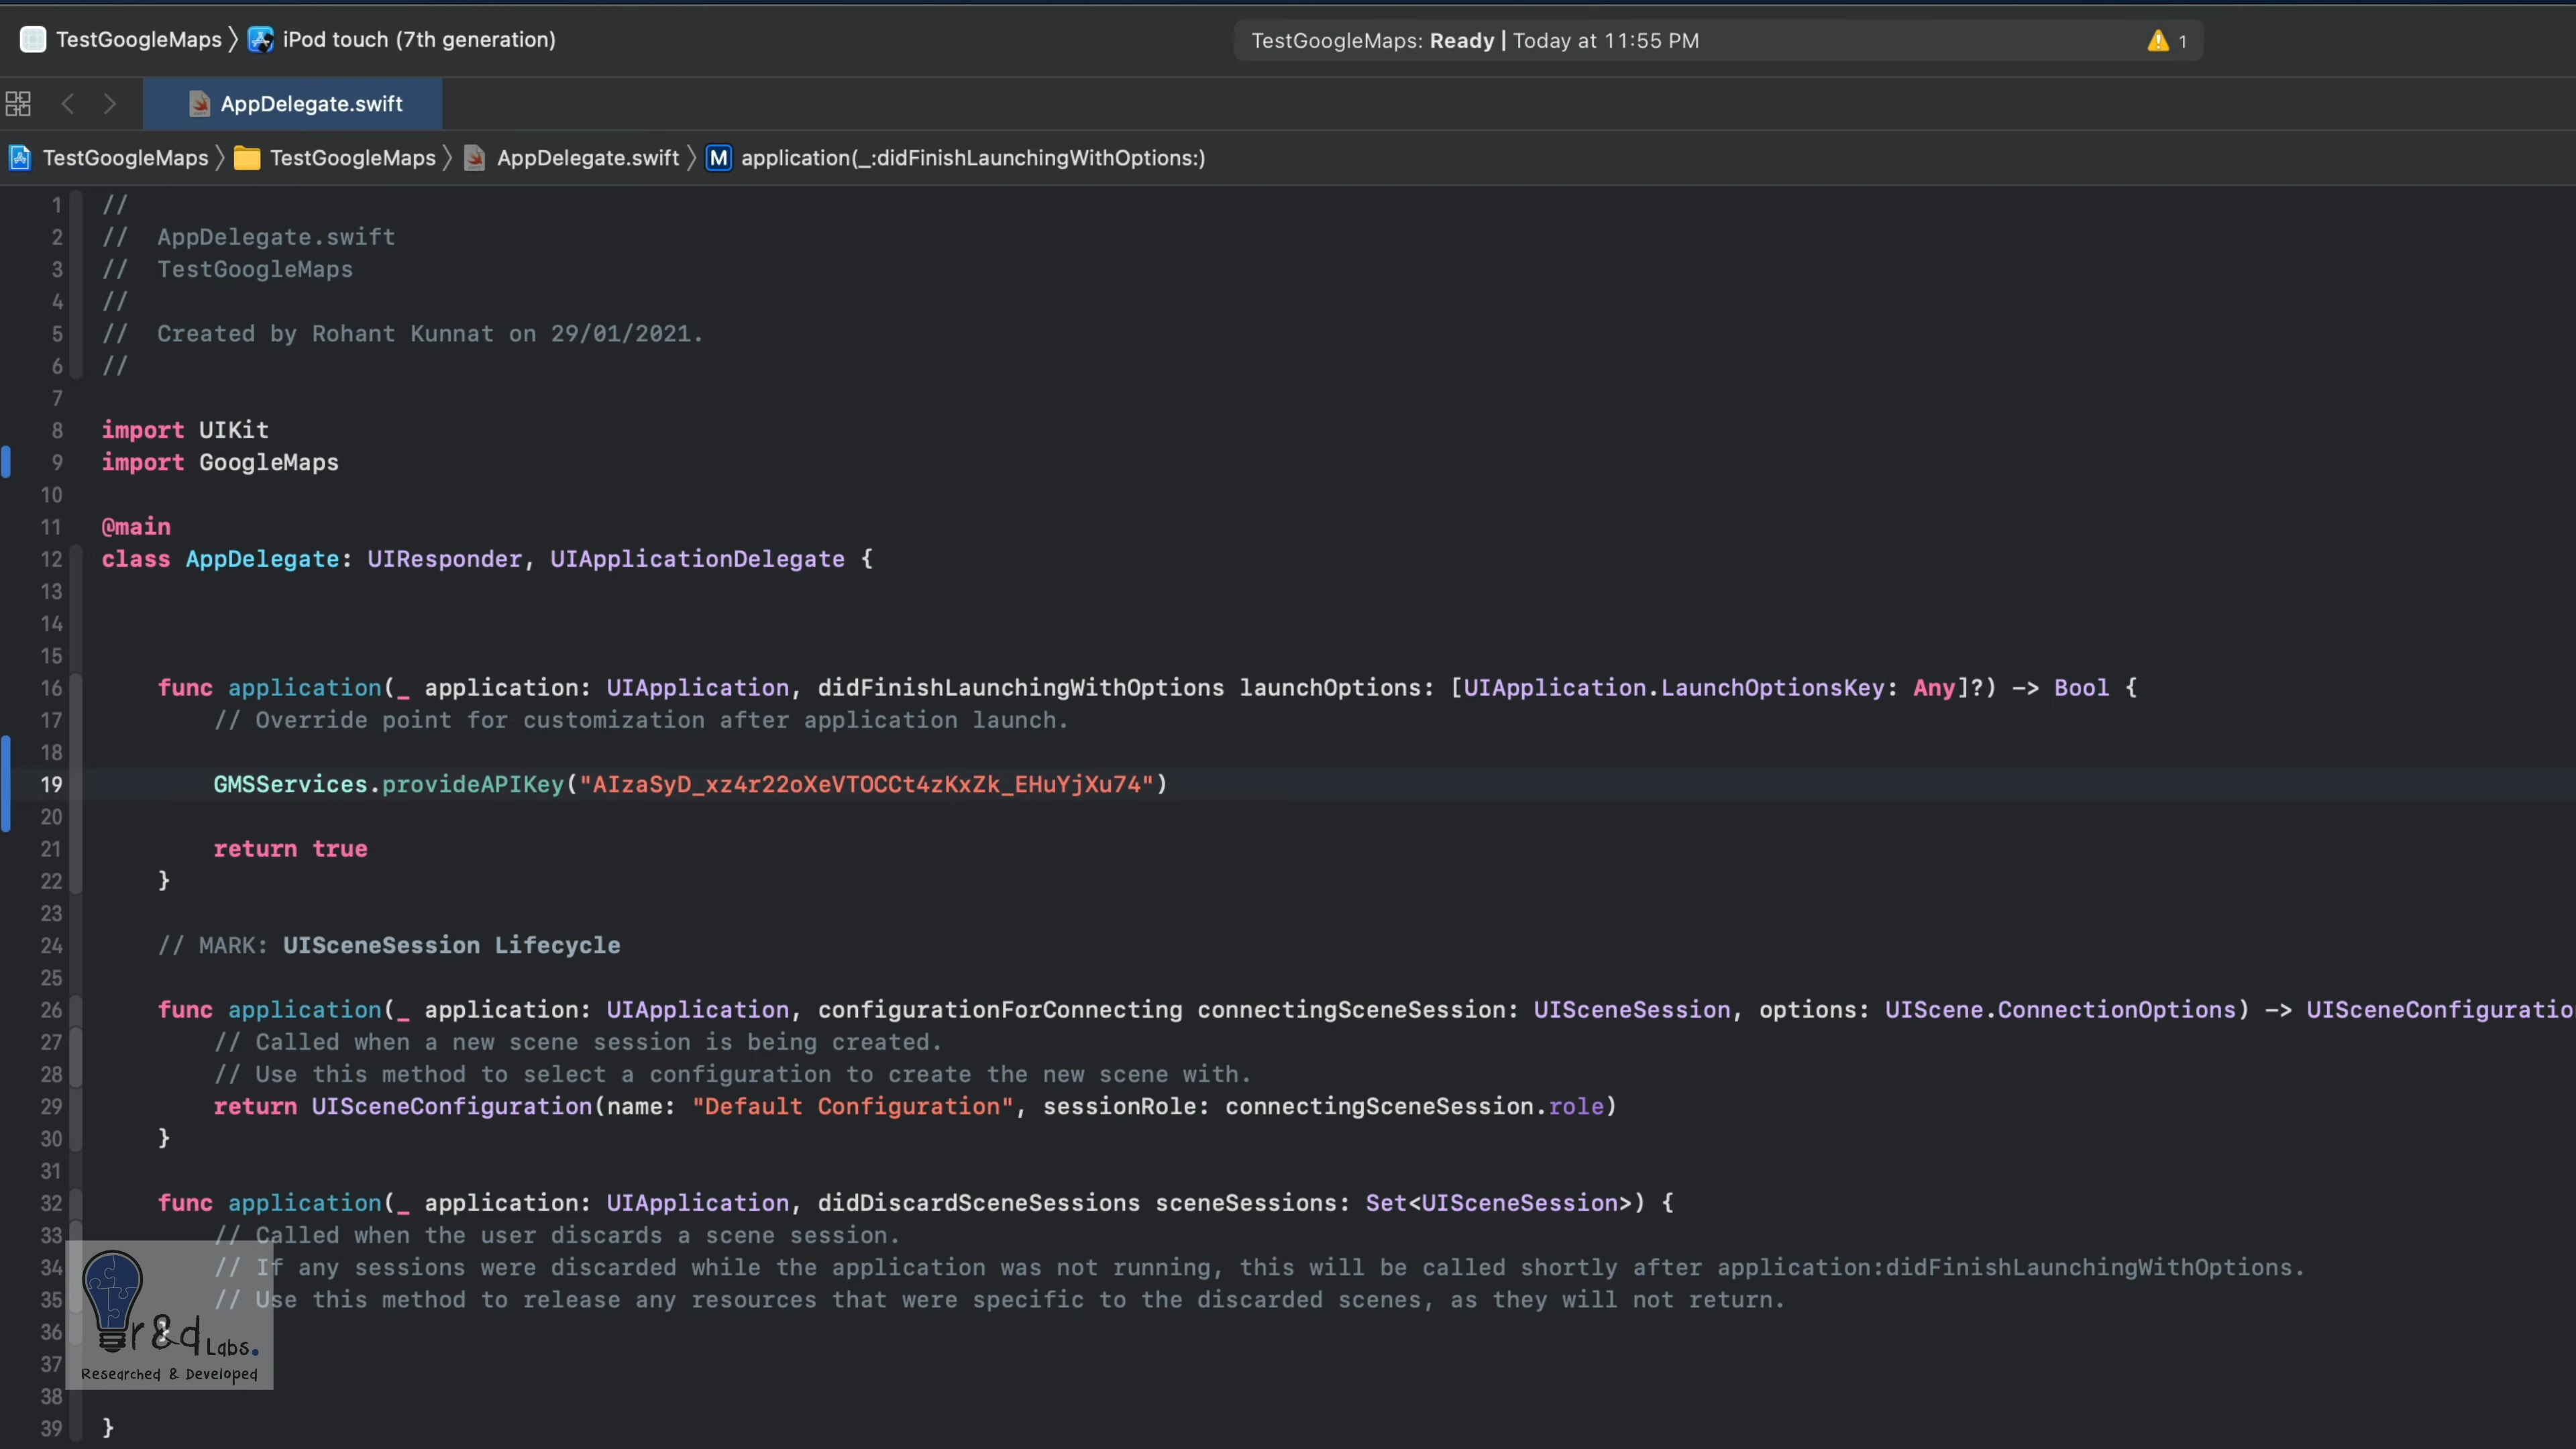 TestGoogleMaps 〉 iPod touch (7th generation)
TestGoogleMaps: Ready | Today at 11:55 PM
1
AppDelegate.swift
TestGoogleMaps 〉 TestGoogleMaps 〉 AppDelegate.swift 〉 M application(_:didFinishLaunchingWithOptions:)
1 //
2 //  AppDelegate.swift
3 //  TestGoogleMaps
4 //
5 //  Created by Rohant Kunnat on 29/01/2021.
6 //
7
8 import UIKit
9 import GoogleMaps
10
11 @main
12 class AppDelegate: UIResponder, UIApplicationDelegate {
13
14
15
16     func application(_ application: UIApplication, didFinishLaunchingWithOptions launchOptions: [UIApplication.LaunchOptionsKey: Any]?) -> Bool {
17         // Override point for customization after application launch.
18
19         GMSServices.provideAPIKey("AIzaSyD_xz4r22oXeVTOCCt4zKxZk_EHuYjXu74")
20
21         return true
22     }
23
24     // MARK: UISceneSession Lifecycle
25
26     func application(_ application: UIApplication, configurationForConnecting connectingSceneSession: UISceneSession, options: UIScene.ConnectionOptions) -> UISceneConfiguratio
27         // Called when a new scene session is being created.
28         // Use this method to select a configuration to create the new scene with.
29         return UISceneConfiguration(name: "Default Configuration", sessionRole: connectingSceneSession.role)
30     }
31
32     func application(_ application: UIApplication, didDiscardSceneSessions sceneSessions: Set<UISceneSession>) {
33         // Called when the user discards a scene session.
34         // If any sessions were discarded while the application was not running, this will be called shortly after application:didFinishLaunchingWithOptions.
35         // Use this method to release any resources that were specific to the discarded scenes, as they will not return.
36     }
37
38
39 }
r&d Labs.
Researched & Developed